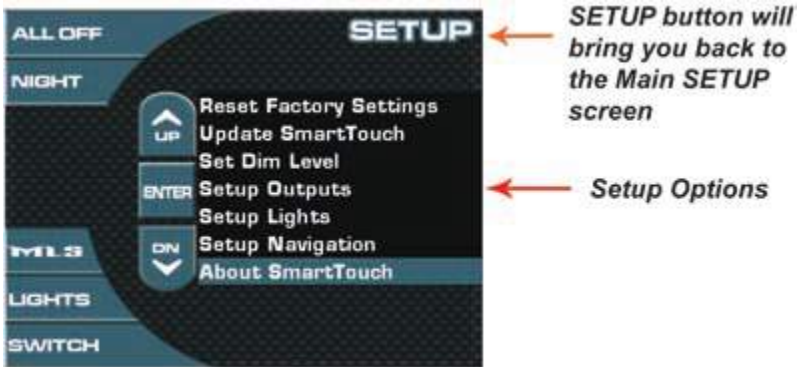 ALL OFF
SETUP
NIGHT
UP
ENTER
DN
Reset Factory Settings
Update SmartTouch
Set Dim Level
Setup Outputs
Setup Lights
Setup Navigation
About SmartTouch
MLS
LIGHTS
SWITCH
SETUP button will
bring you back to
the Main SETUP
screen
Setup Options